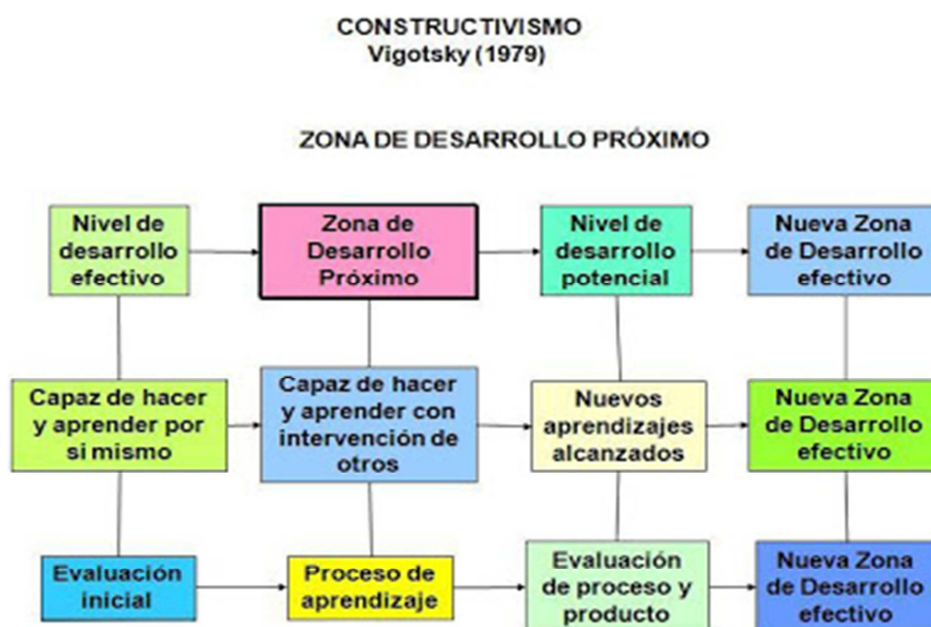 CONSTRUCTIVISMO
Vigotsky (1979)
ZONA DE DESARROLLO PRÓXIMO
Nivel de
desarrollo
efectivo
Zona de
Desarrollo
Próximo
Nivel de
desarrollo
potencial
Nueva Zona
de Desarrollo
efectivo
Capaz de hacer
y aprender por
si mismo
Capaz de hacer
y aprender con
intervención de
otros
Nuevos
aprendizajes
alcanzados
Nueva Zona
de Desarrollo
efectivo
Evaluación
inicial
Proceso de
aprendizaje
Evaluación
de proceso y
producto
Nueva Zona
de Desarrollo
efectivo